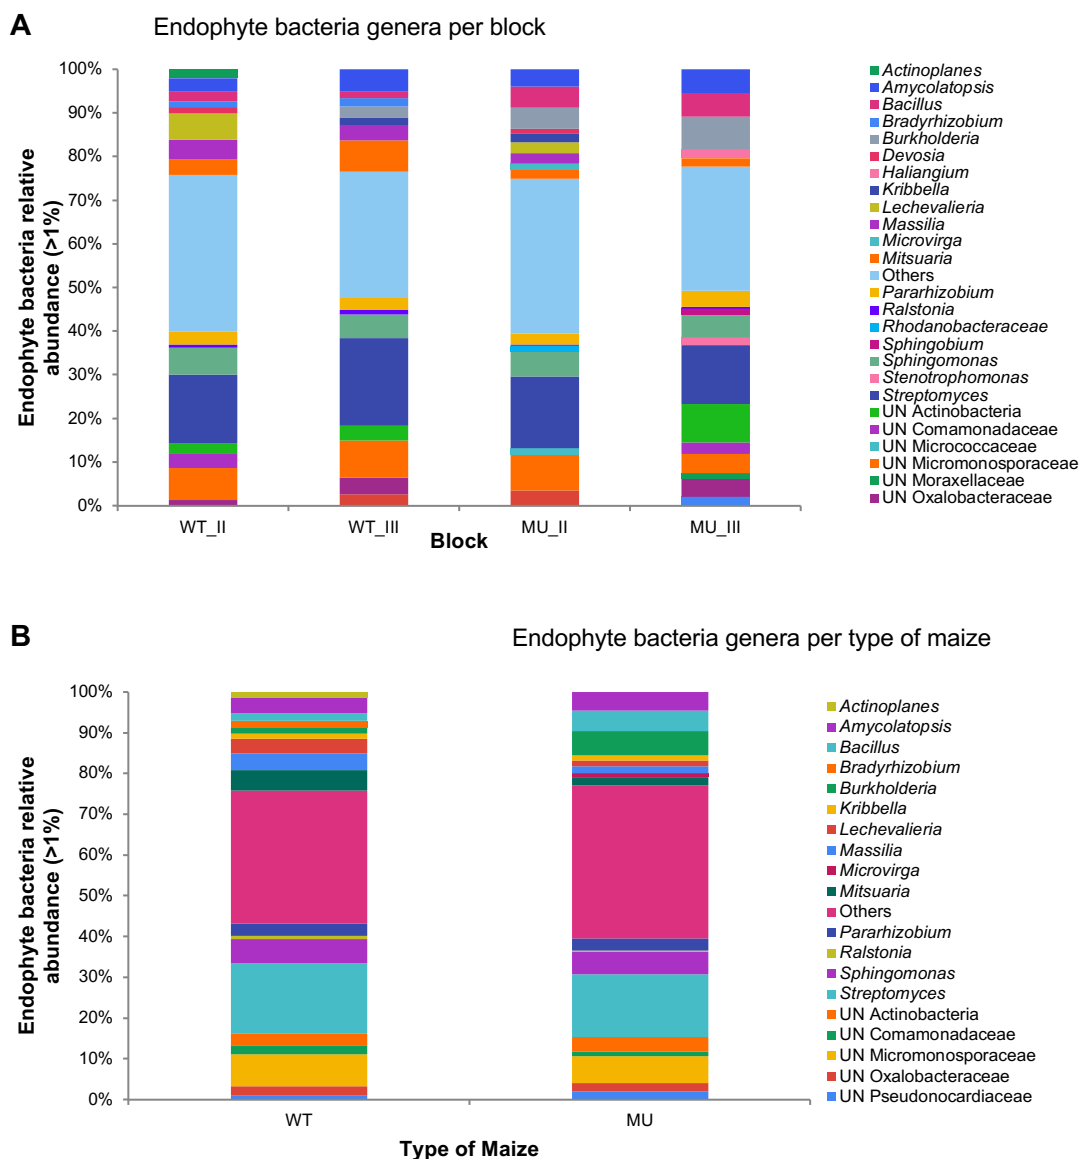 A
Endophyte bacteria genera per block
Endophyte bacteria relative
abundance (>1%)
100%
90%
80%
70%
60%
50%
40%
30%
20%
10%
0%
WT_II
WT_III
MU_II
MU_III
Block
Actinoplanes
Amycolatopsis
Bacillus
Bradyrhizobium
Burkholderia
Devosia
Haliangium
Kribbella
Lechevalieria
Massilia
Microvirga
Mitsuaria
Others
Pararhizobium
Ralstonia
Rhodanobacteraceae
Sphingobium
Sphingomonas
Stenotrophomonas
Streptomyces
UN Actinobacteria
UN Comamonadaceae
UN Micrococcaceae
UN Micromonosporaceae
UN Moraxellaceae
UN Oxalobacteraceae
B
Endophyte bacteria genera per type of maize
Endophyte bacteria relative
abundance (>1%)
100%
90%
80%
70%
60%
50%
40%
30%
20%
10%
0%
WT
MU
Type of Maize
Actinoplanes
Amycolatopsis
Bacillus
Bradyrhizobium
Burkholderia
Kribbella
Lechevalieria
Massilia
Microvirga
Mitsuaria
Others
Pararhizobium
Ralstonia
Sphingomonas
Streptomyces
UN Actinobacteria
UN Comamonadaceae
UN Micromonosporaceae
UN Oxalobacteraceae
UN Pseudonocardiaceae